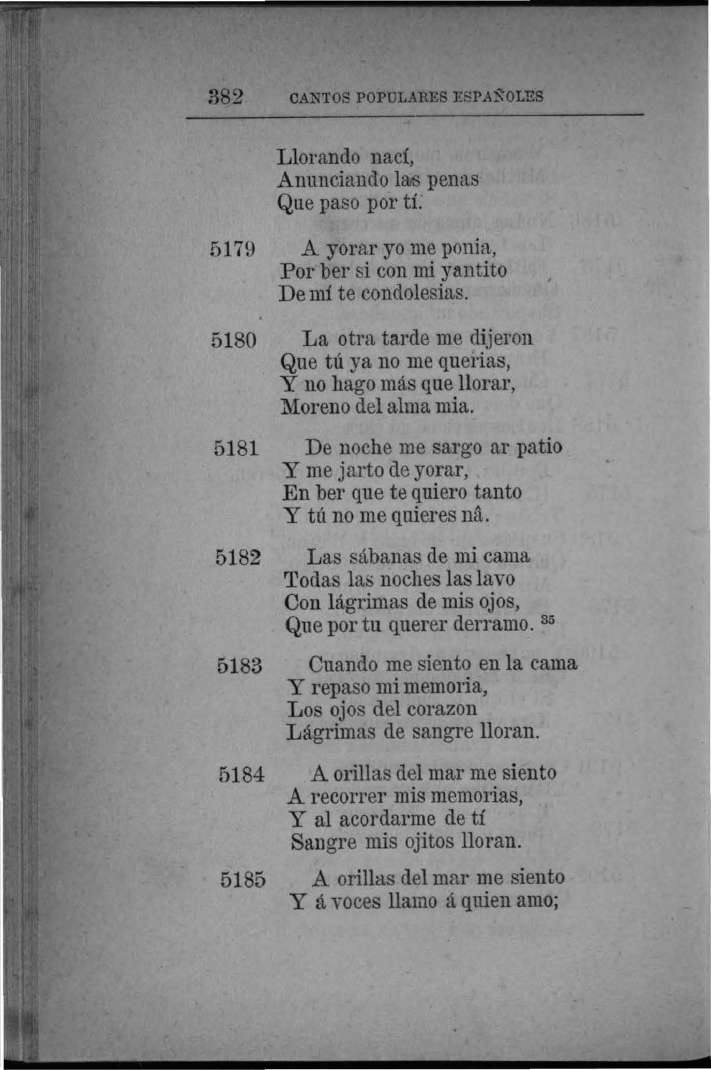 382 CANTOS POPULARES ESPAÑOLES
Llorando nací,
Anunciando las penas
Que paso por tí.
5179 A yorar yo me ponia,
Por ber si con mi yantito
De mí te condolesias.
5180 La otra tarde me dijeron
Que tú ya no me querias,
Y no hago más que llorar,
Moreno del alma mia.
5181 De noche me sargo ar patio
Y me jarto de yorar,
En ber que te quiero tanto
Y tú no me quieres nâ.
5182 Las sábanas de mi cama
Todas las noches las lavo
Con lágrimas de mis ojos,
Que por tu querer derramo. 35
5183 Cuando me siento en la cama
Y repaso mi memoria,
Los ojos del corazon
Lágrimas de sangre lloran.
5184 A orillas del mar me siento
A recorrer mis memorias,
Y al acordarme de tí
Sangre mis ojitos lloran.
5185 A orillas del mar me siento
Y á voces llamo á quien amo;